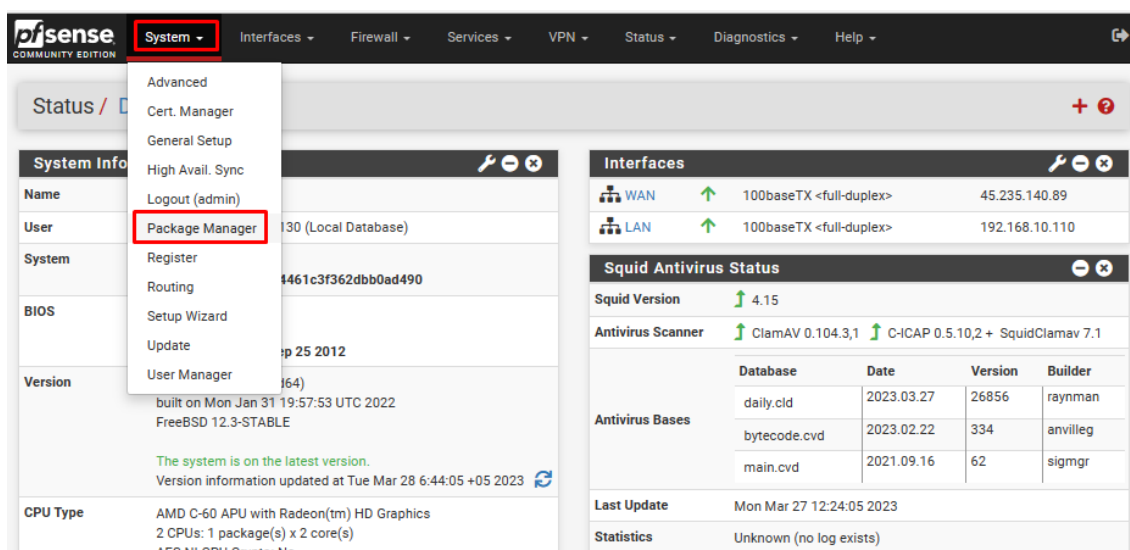 pfsense
COMMUNITY EDITION
System Interfaces Firewall Services VPN Status Diagnostics Help
Status /
Advanced
Cert. Manager
General Setup
High Avail. Sync
Logout (admin)
Package Manager
Register
Routing
Setup Wizard
Update
User Manager
System Info
Name
User 130 (Local Database)
System
4461c3f362dbb0ad490
BIOS
ep 25 2012
Version
built on Mon Jan 31 19:57:53 UTC 2022
FreeBSD 12.3-STABLE
The system is on the latest version.
Version information updated at Tue Mar 28 6:44:05 +05 2023
CPU Type AMD C-60 APU with Radeon(tm) HD Graphics
2 CPUs: 1 package(s) x 2 core(s)
Interfaces
WAN 100baseTX <full-duplex> 45.235.140.89
LAN 100baseTX <full-duplex> 192.168.10.110
Squid Antivirus Status
Squid Version 4.15
Antivirus Scanner ClamAV 0.104.3,1 C-ICAP 0.5.10,2 + SquidClamav 7.1
Antivirus Bases
Database Date Version Builder
daily.cld 2023.03.27 26856 raynman
bytecode.cvd 2023.02.22 334 anvilleg
main.cvd 2021.09.16 62 sigmgr
Last Update Mon Mar 27 12:24:05 2023
Statistics Unknown (no log exists)